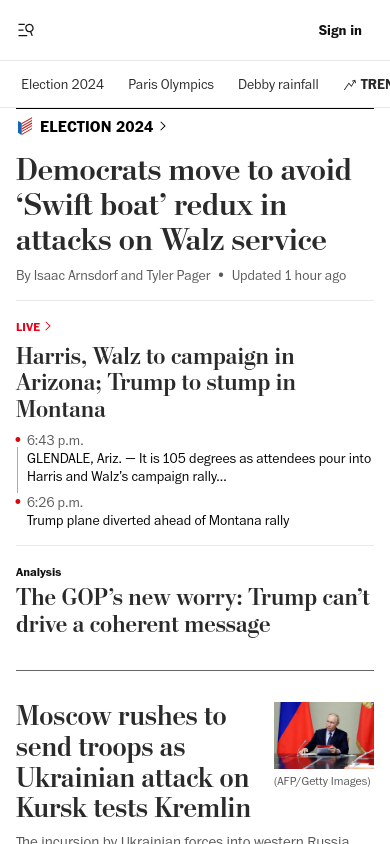 Sign in
Election 2024
Paris Olympics
Debby rainfall
TREN
ELECTION 2024
Democrats move to avoid
‘Swift boat’ redux in
attacks on Walz service
By Isaac Arnsdorf and Tyler Pager • Updated 1 hour ago
LIVE
Harris, Walz to campaign in
Arizona; Trump to stump in
Montana
6:43 p.m.
GLENDALE, Ariz. — It is 105 degrees as attendees pour into
Harris and Walz’s campaign rally...
6:26 p.m.
Trump plane diverted ahead of Montana rally
Analysis
The GOP’s new worry: Trump can’t
drive a coherent message
Moscow rushes to
send troops as
Ukrainian attack on
Kursk tests Kremlin
(AFP/Getty Images)
The incursion by Ukrainian forces into western Russia